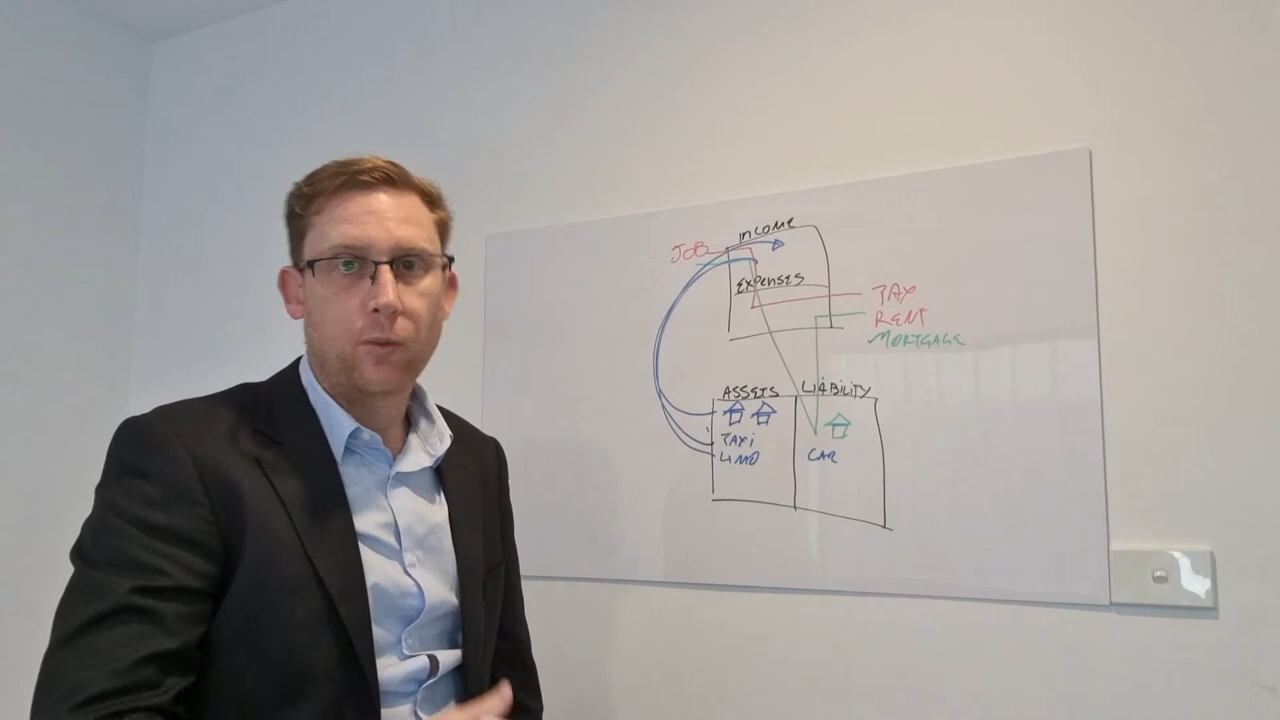 INCOME
JOB
EXPENSES
TAX
RENT
MORTGAGE
ASSETS
LIABILITY
TAXI
LIMO
CAR